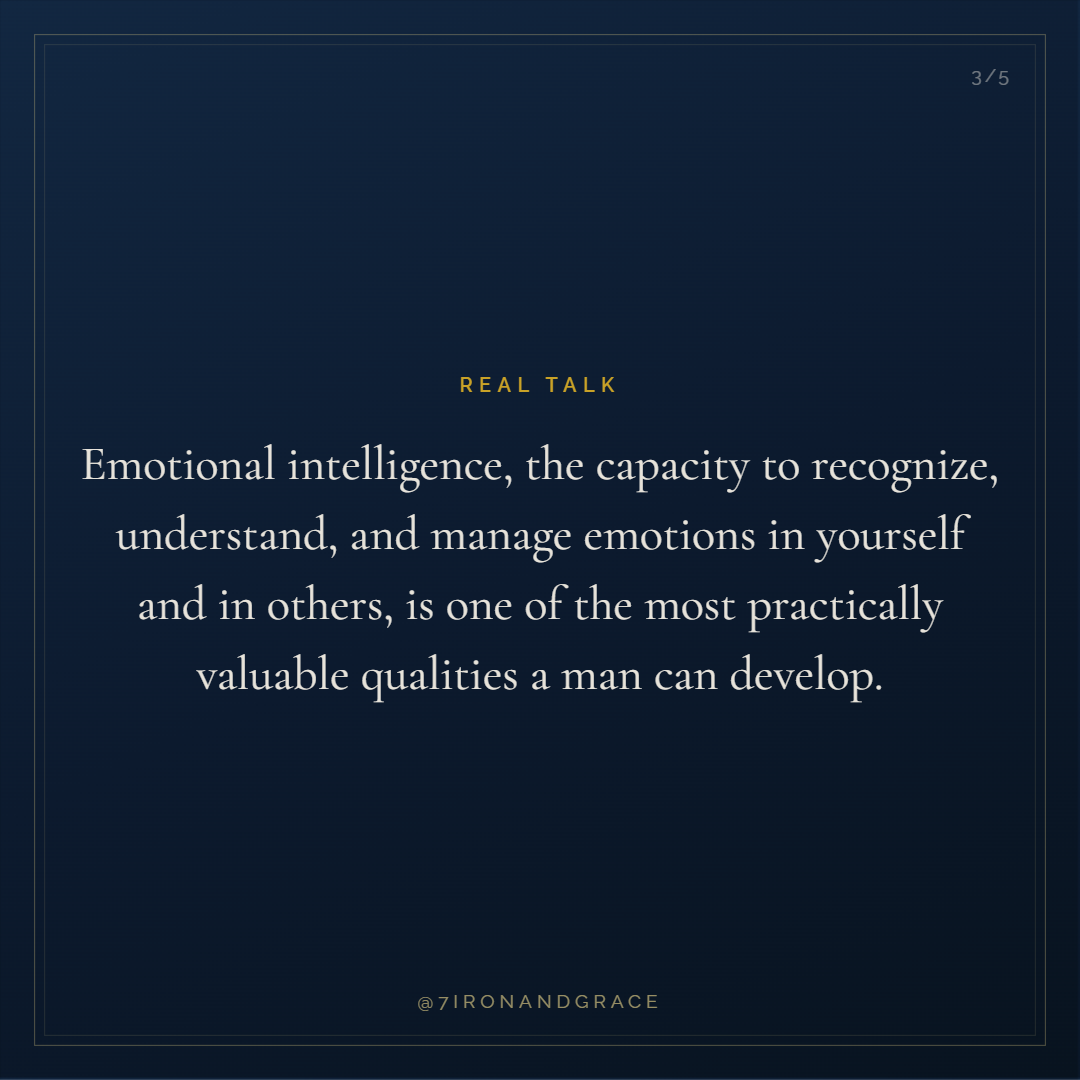 3/5
REAL TALK
Emotional intelligence, the capacity to recognize,
understand, and manage emotions in yourself
and in others, is one of the most practically
valuable qualities a man can develop.
@7IRONANDGRACE